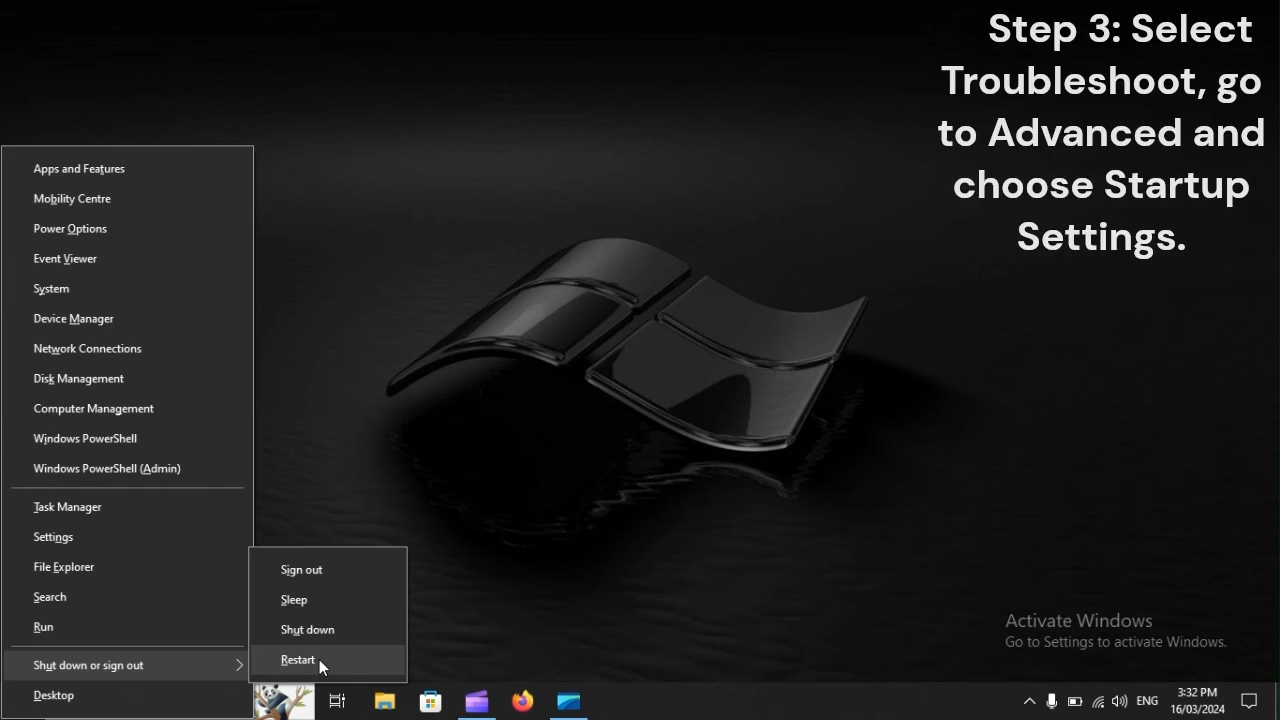 Step 3: Select
Troubleshoot, go
to Advanced and
choose Startup
Settings.
Apps and Features
Mobility Centre
Power Options
Event Viewer
System
Device Manager
Network Connections
Disk Management
Computer Management
Windows PowerShell
Windows PowerShell (Admin)
Task Manager
Settings
File Explorer
Search
Run
Shut down or sign out
Desktop
Sign out
Sleep
Shut down
Restart
Activate Windows
Go to Settings to activate Windows.
ENG
3:32 PM
16/03/2024